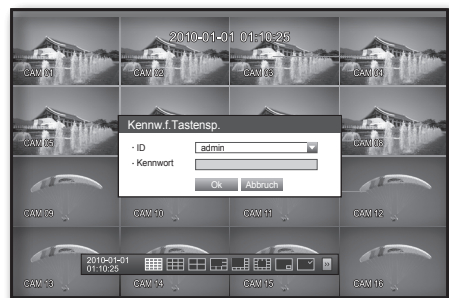 2010-01-01 01:10:25
CAM 01 CAM 02 CAM 03 CAM 04
Kennw.f.Tastensp.
CAM 05 CAM 08
- ID admin
- Kennwort
Ok Abbruch
CAM 09 CAM 10 CAM 11 CAM 12
2010-01-01
01:10:25
CAM 13 CAM 14 CAM 15 CAM 16